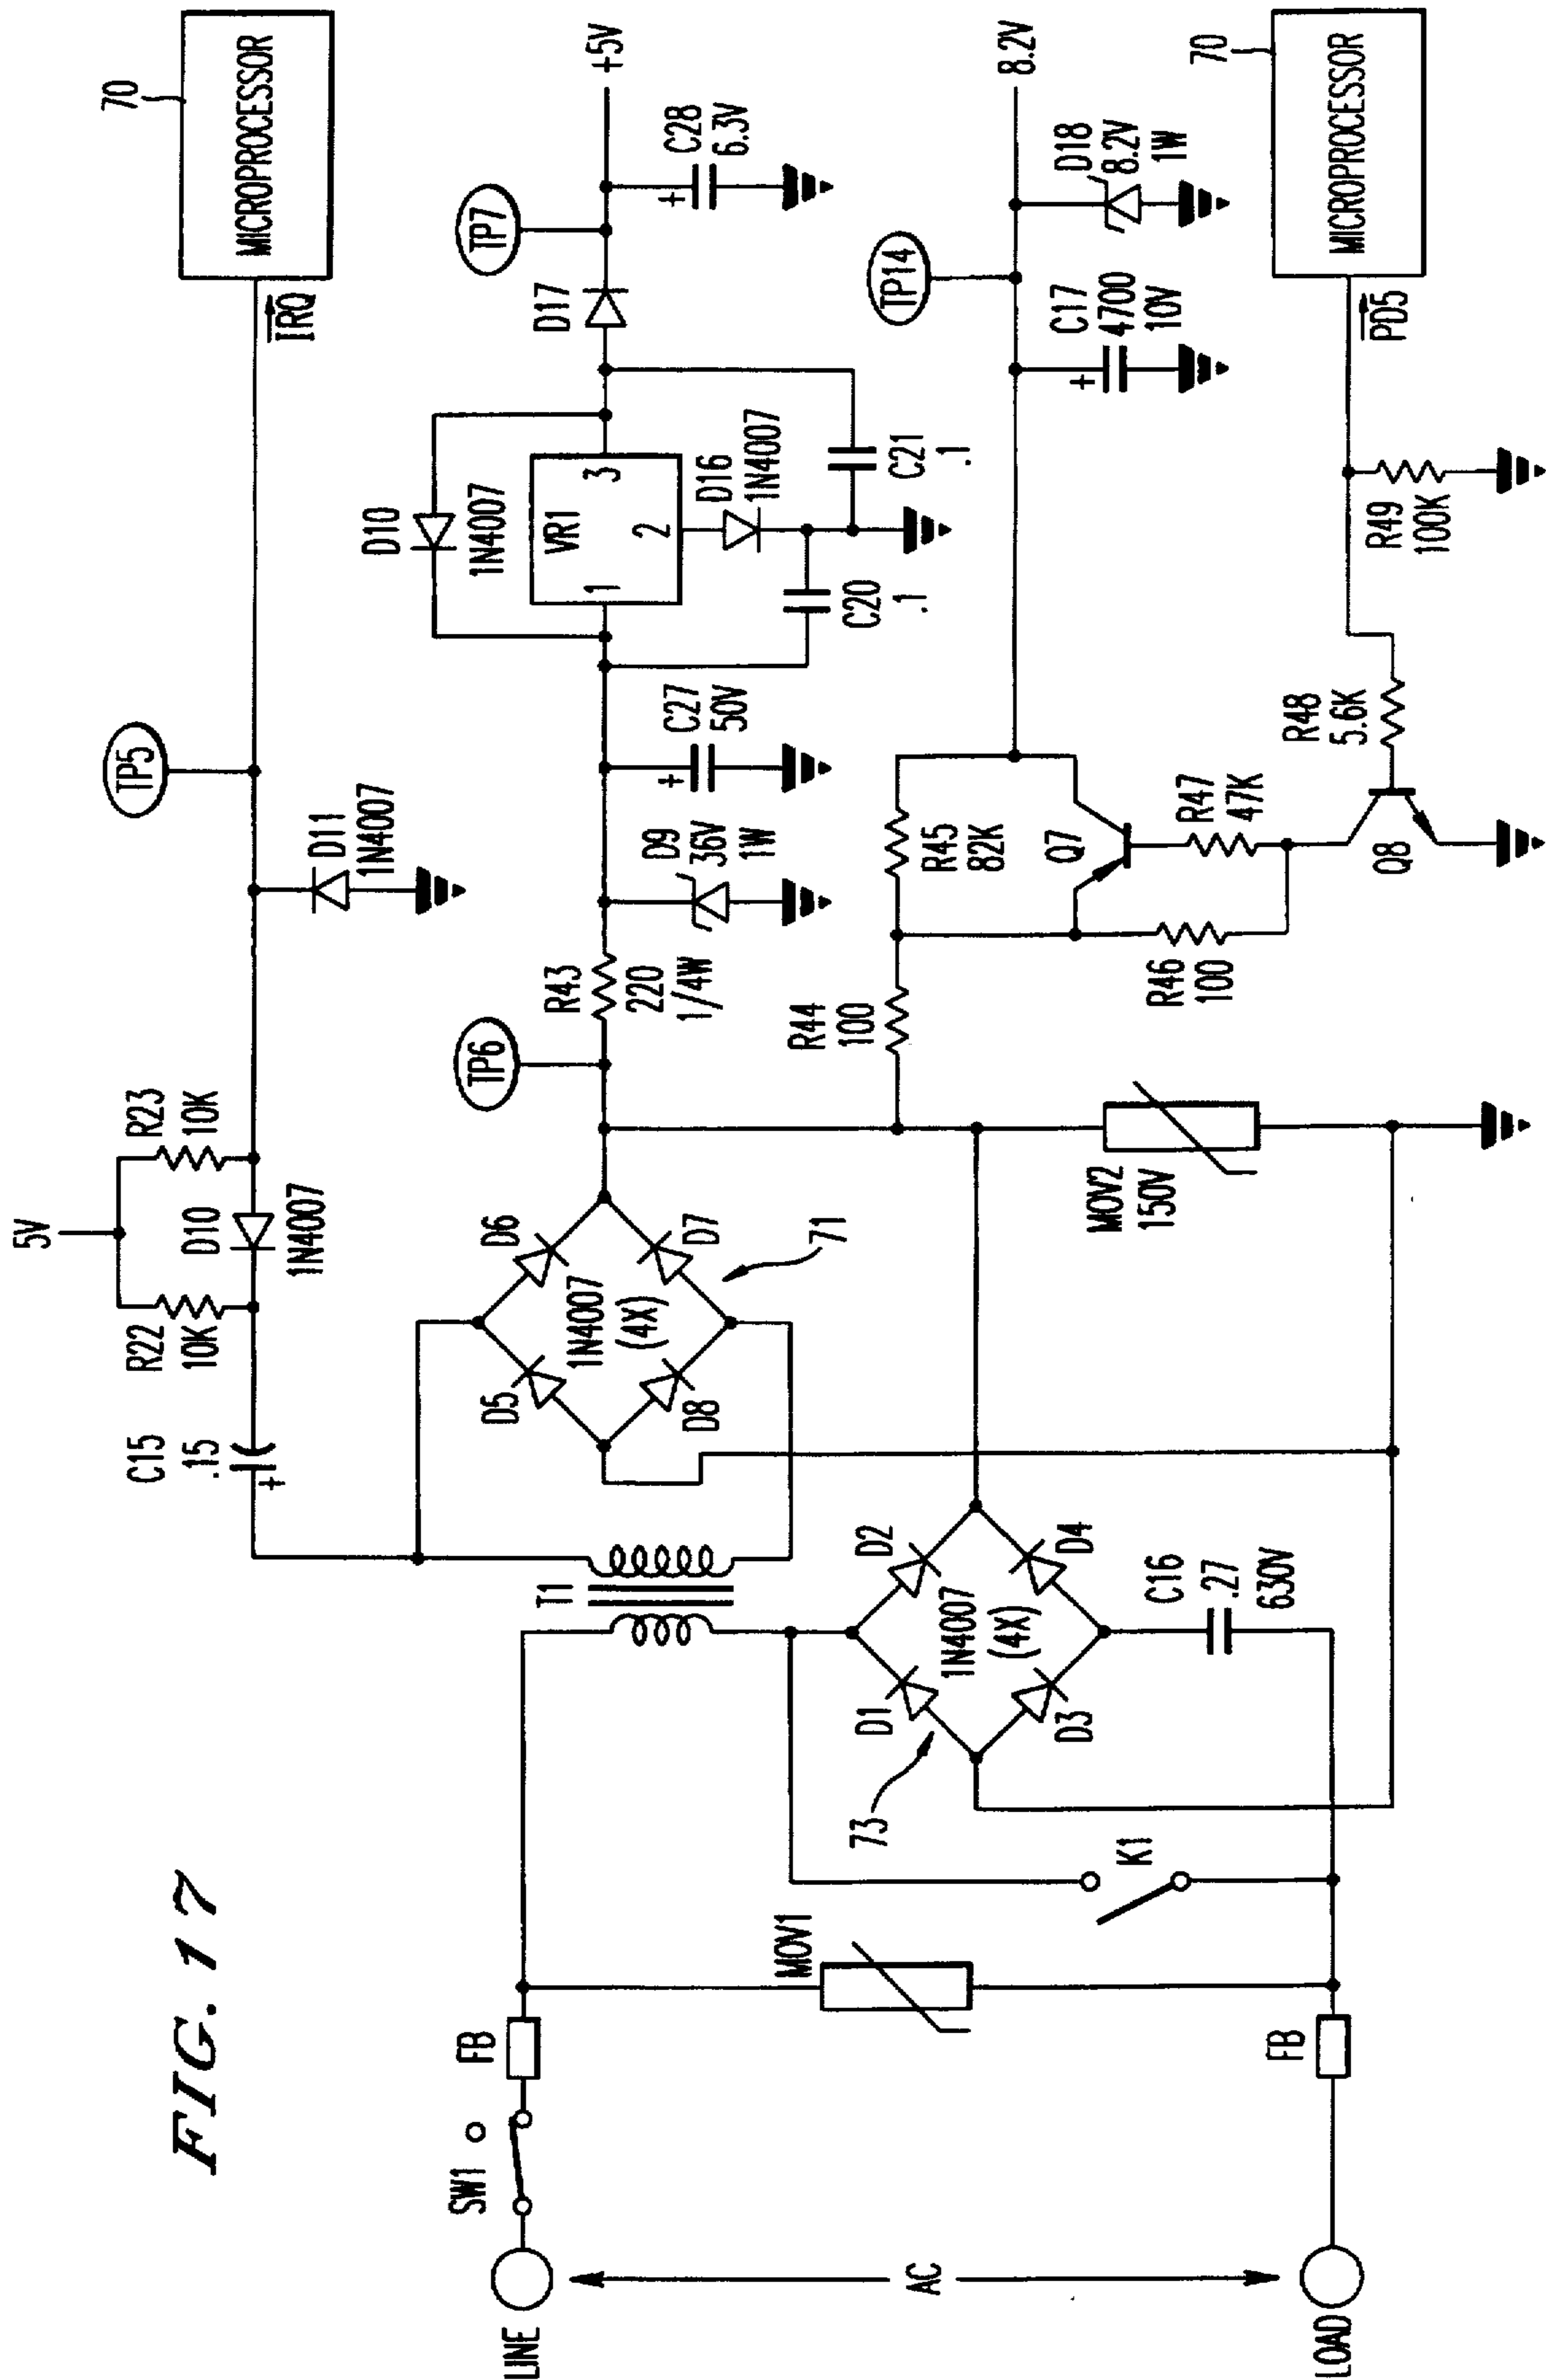 FIG. 17
LINE
SW1
FB
AC
LOAD
FB
MOV1
K1
73
T1
D1
D2
1N4007
(4X)
D3
D4
C16
.27
630V
C15
.15
+
5V
R22
10K
R23
10K
D10
1N4007
D5
D6
1N4007
(4X)
D8
D7
71
MOV2
150V
TP5
D11
1N4007
IRQ
MICROPROCESSOR
70
TP6
R43
220
1/4W
D9
36V
1W
+
C27
50V
D10
1N4007
VR1
1
2
3
D16
1N4007
C20
.1
C21
.1
D17
TP7
+
C28
6.3V
+5V
R44
100
R45
82K
Q7
R46
100
R47
47K
Q8
R48
5.6K
R49
100K
TP14
+
C17
4700
10V
D18
8.2V
1W
8.2V
PD5
MICROPROCESSOR
70